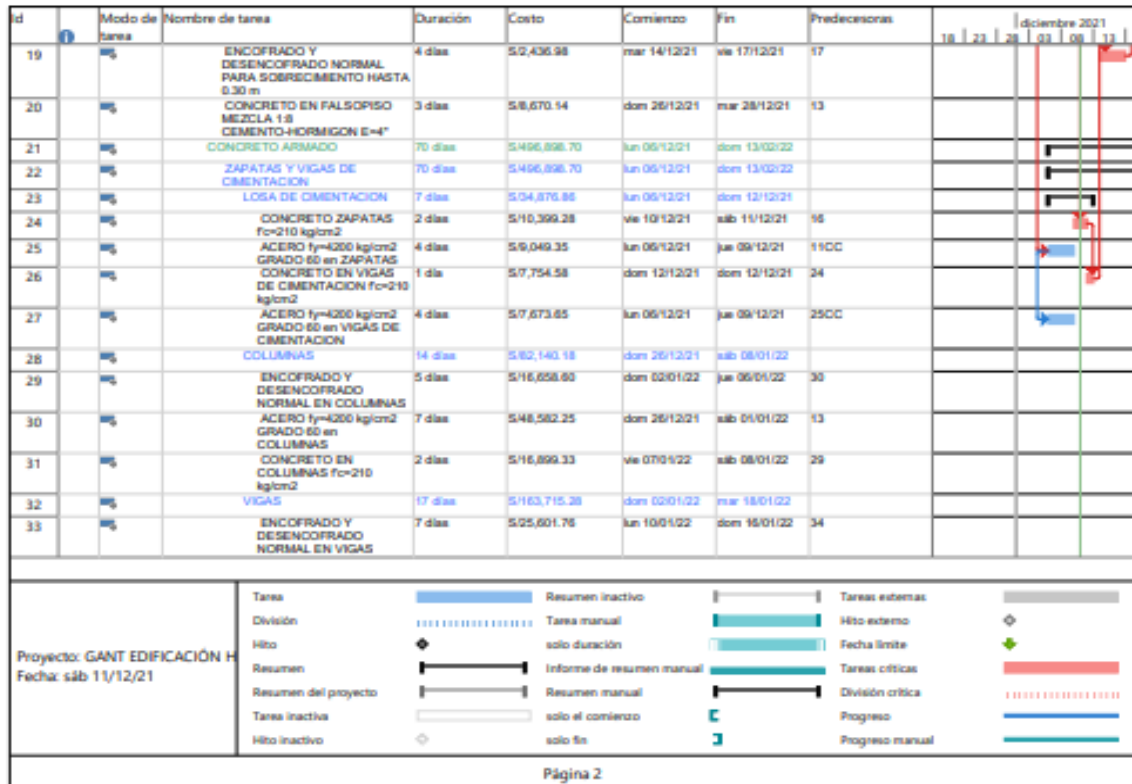 Id Modo de Nombre de tarea Duración Costo Comienzo Fin Predecesoras diciembre 2021
tarea 18 23 28 03 08 13
19 ENCOFRADO Y 4 días S/2,436.98 mar 14/12/21 vie 17/12/21 17
DESENCOFRADO NORMAL
PARA SOBRECIMIENTO HASTA
0.30 m
20 CONCRETO EN FALSOPISO 3 días S/8,670.14 dom 26/12/21 mar 28/12/21 13
MEZCLA 1:8
CEMENTO-HORMIGON E=4"
21 CONCRETO ARMADO 70 días S/496,898.70 lun 06/12/21 dom 13/02/22
22 ZAPATAS Y VIGAS DE 70 días S/496,898.70 lun 06/12/21 dom 13/02/22
CIMENTACION
23 LOSA DE CIMENTACION 7 días S/34,876.86 lun 06/12/21 dom 12/12/21
24 CONCRETO ZAPATAS 2 días S/10,399.28 vie 10/12/21 sáb 11/12/21 16
f'c=210 kg/cm2
25 ACERO fy=4200 kg/cm2 4 días S/9,049.35 lun 06/12/21 jue 09/12/21 11CC
GRADO 60 en ZAPATAS
26 CONCRETO EN VIGAS 1 día S/7,754.58 dom 12/12/21 dom 12/12/21 24
DE CIMENTACION f'c=210
kg/cm2
27 ACERO fy=4200 kg/cm2 4 días S/7,673.65 lun 06/12/21 jue 09/12/21 25CC
GRADO 60 en VIGAS DE
CIMENTACION
28 COLUMNAS 14 días S/82,140.18 dom 26/12/21 sáb 08/01/22
29 ENCOFRADO Y 5 días S/16,658.60 dom 02/01/22 jue 06/01/22 30
DESENCOFRADO
NORMAL EN COLUMNAS
30 ACERO fy=4200 kg/cm2 7 días S/48,582.25 dom 26/12/21 sáb 01/01/22 13
GRADO 60 en
COLUMNAS
31 CONCRETO EN 2 días S/16,899.33 vie 07/01/22 sáb 08/01/22 29
COLUMNAS f'c=210
kg/cm2
32 VIGAS 17 días S/163,715.28 dom 02/01/22 mar 18/01/22
33 ENCOFRADO Y 7 días S/25,601.76 lun 10/01/22 dom 16/01/22 34
DESENCOFRADO
NORMAL EN VIGAS
Proyecto: GANT EDIFICACIÓN H
Fecha: sáb 11/12/21
Tarea Resumen inactivo Tareas externas
División Tarea manual Hito externo
Hito solo duración Fecha límite
Resumen Informe de resumen manual Tareas críticas
Resumen del proyecto Resumen manual División crítica
Tarea inactiva solo el comienzo Progreso
Hito inactivo solo fin Progreso manual
Página 2